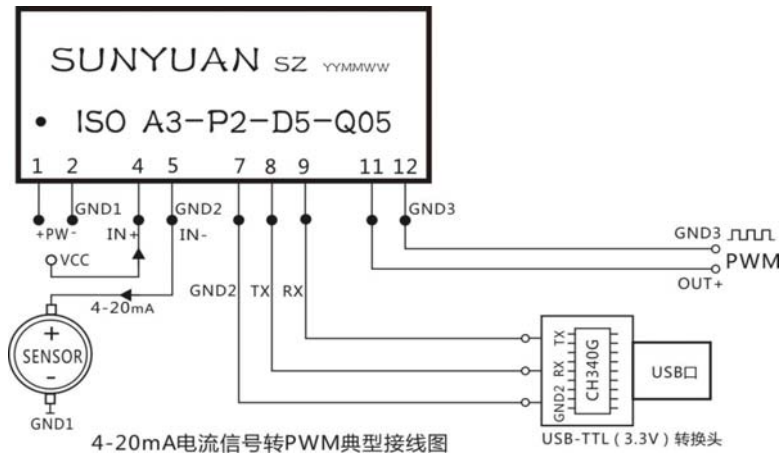 SUNYUAN SZ YYMMWW
• ISO A3-P2-D5-Q05
1 2 4 5 7 8 9 11 12
GND1 GND2 GND3
+PW- IN+ IN-
VCC
4-20mA
GND2 TX RX
GND3
PWM
OUT+
+
SENSOR
-
GND1
TX
RX
GND2
CH340G
USB口
4-20mA电流信号转PWM典型接线图
USB-TTL(3.3V)转换头